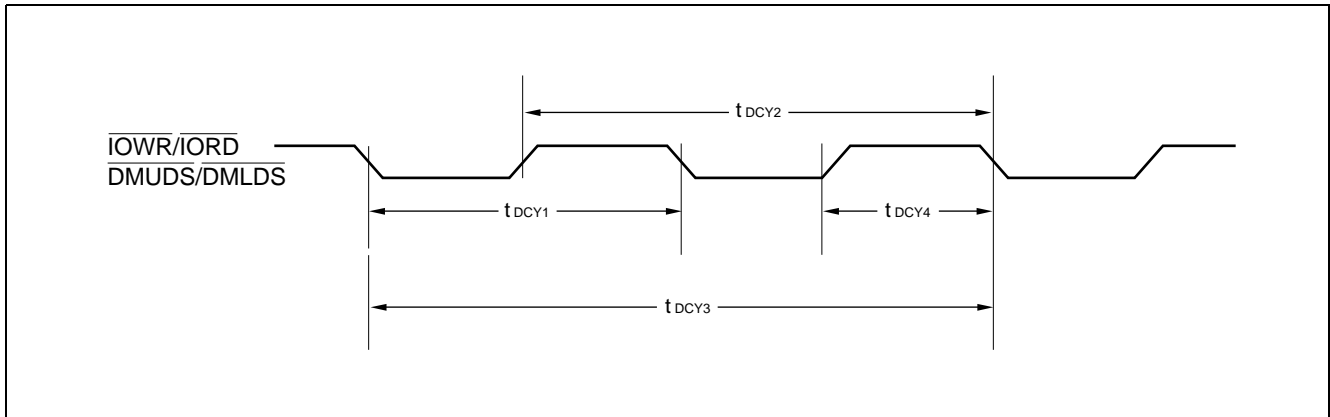 t DCY2
IOWR/IORD
DMUDS/DMLDS
t DCY1
t DCY4
t DCY3